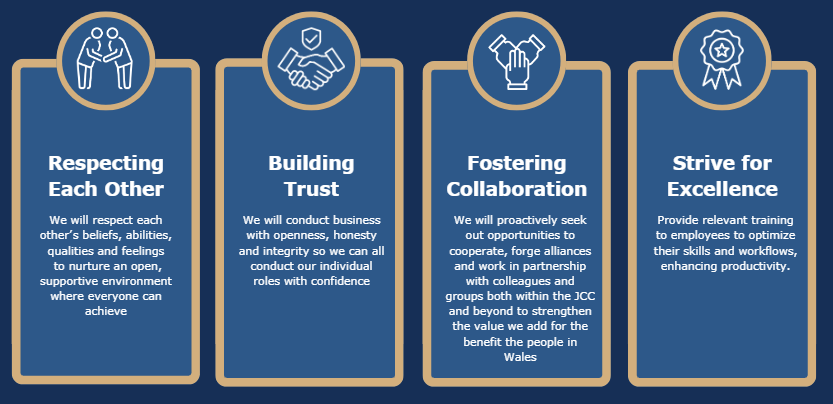 Respecting
Each Other
We will respect each
other’s beliefs, abilities,
qualities and feelings
to nurture an open,
supportive environment
where everyone can
achieve
Building
Trust
We will conduct business
with openness, honesty
and integrity so we can all
conduct our individual
roles with confidence
Fostering
Collaboration
We will proactively seek
out opportunities to
cooperate, forge alliances
and work in partnership
with colleagues and
groups both within the JCC
and beyond to strengthen
the value we add for the
benefit the people in
Wales
Strive for
Excellence
Provide relevant training
to employees to optimize
their skills and workflows,
enhancing productivity.